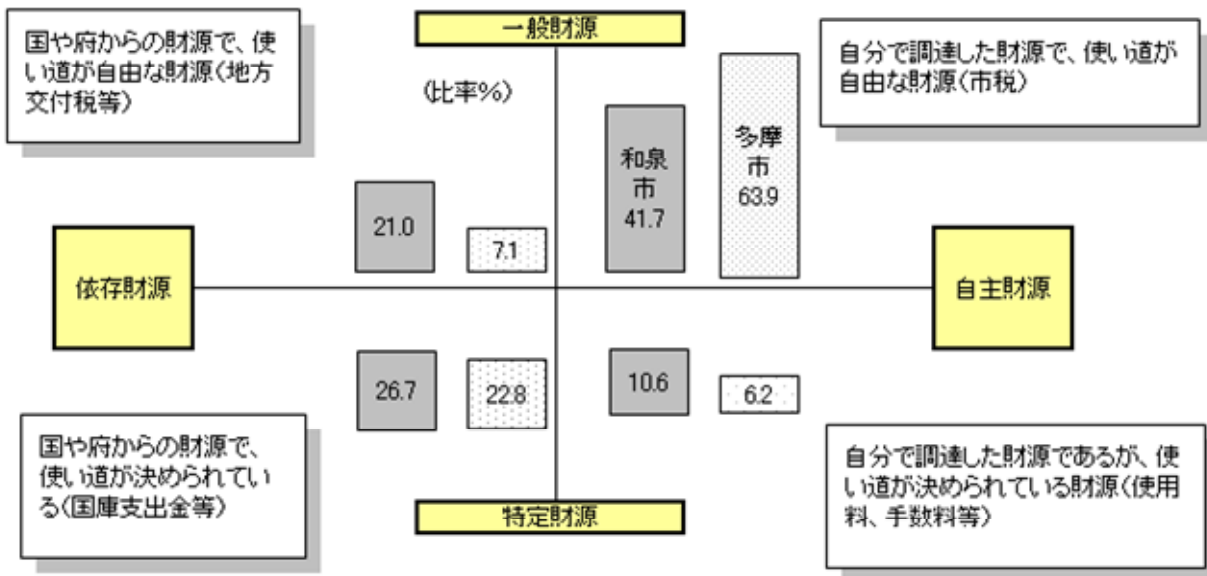 一般財源
国や府からの財源で、使
い道が自由な財源(地方
交付税等)
(比率%)
自分で調達した財源で、使い道が
自由な財源(市税)
和泉
市
41.7
多摩
市
63.9
21.0
7.1
依存財源
自主財源
26.7
22.8
10.6
6.2
国や府からの財源で、
使い道が決められてい
る(国庫支出金等)
特定財源
自分で調達した財源であるが、使
い道が決められている財源(使用
料、手数料等)